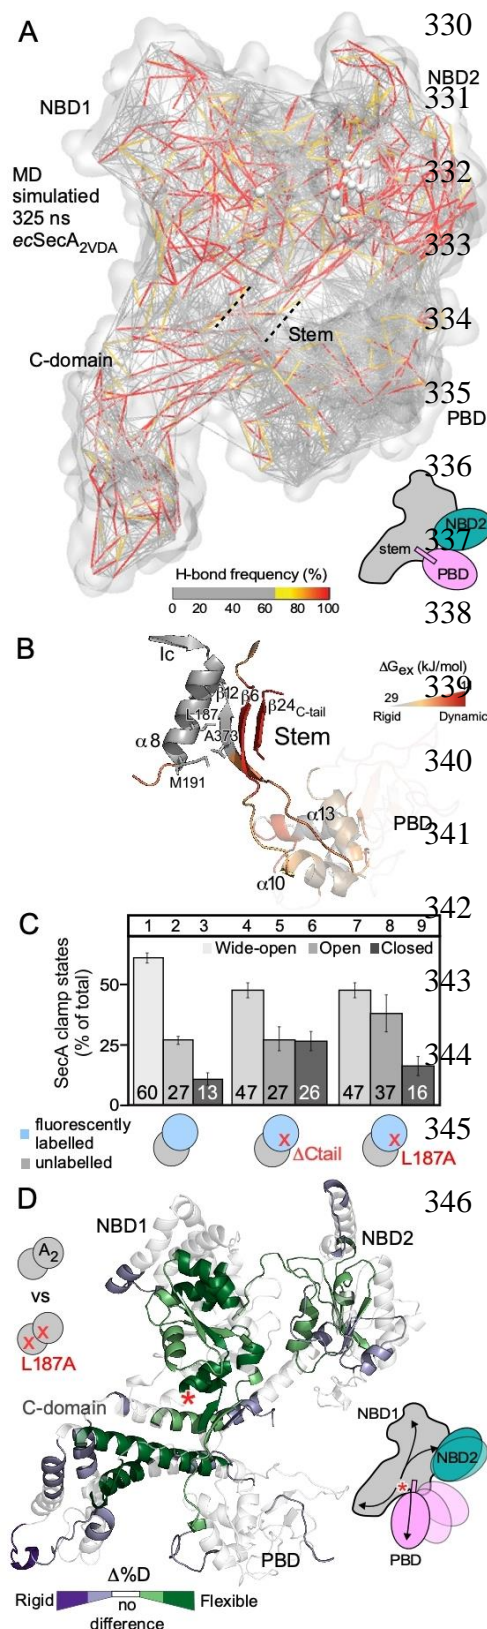 A
330
NBD2
331
NBD1
MD
simulatied
325 ns
ecSecA2VDA
332
333
334
Stem
C-domain
335
PBD
336
NBD2
337
stem
PBD
H-bond frequency (%)
0 20 40 60 80 100
338
B
Ic
ΔGex (kJ/mol)
339
29
Rigid Dynamic
β12 β6
β24C-tail
L187
A373
Stem
α8
M191
340
α13
PBD
341
α10
342
C
1 2 3 4 5 6 7 8 9
Wide-open Open Closed
SecA clamp states
(% of total)
50
25
0
343
344
60 27 13 47 27 26 47 37 16
fluorescently
labelled
unlabelled
x
ΔCtail
x
L187A
345
D
346
NBD1
NBD2
A2
vs
x x
L187A
*
C-domain
NBD1
NBD2
*
PBD
PBD
Δ%D
Rigid Flexible
no
difference